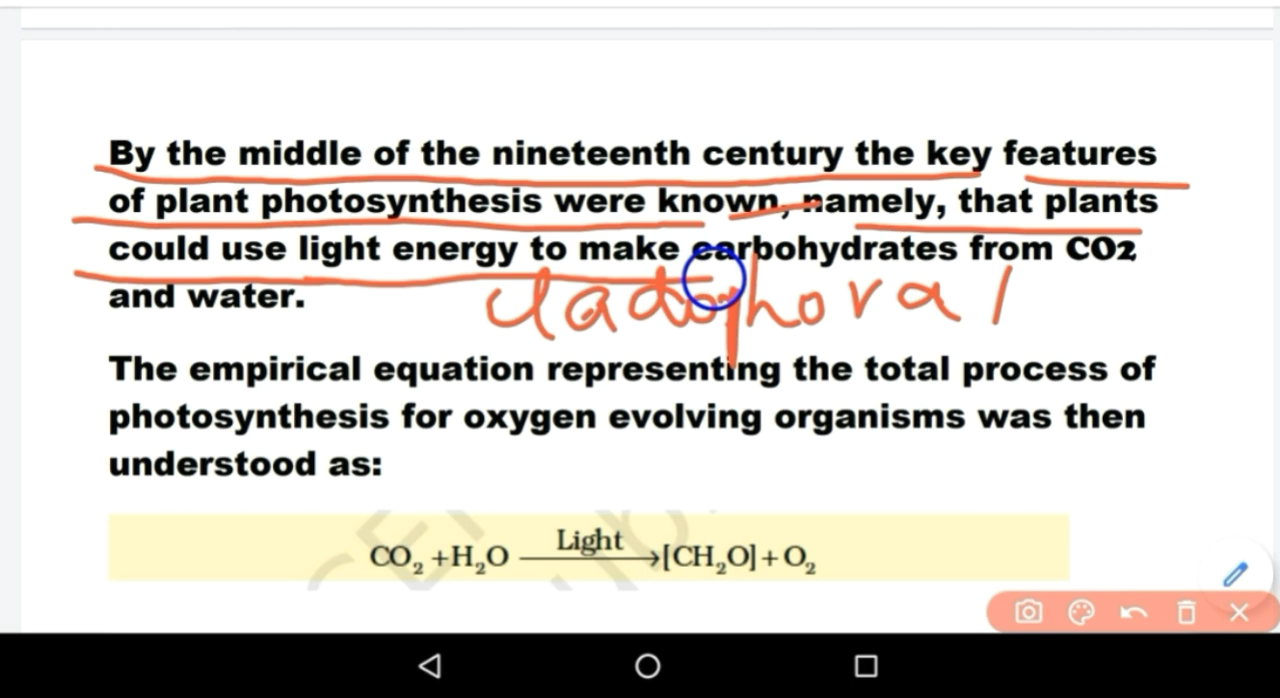 By the middle of the nineteenth century the key features
of plant photosynthesis were known, namely, that plants
could use light energy to make carbohydrates from CO2
and water.
cladophora
The empirical equation representing the total process of
photosynthesis for oxygen evolving organisms was then
understood as:
CO₂ +H₂O Light →[CH₂O]+O₂